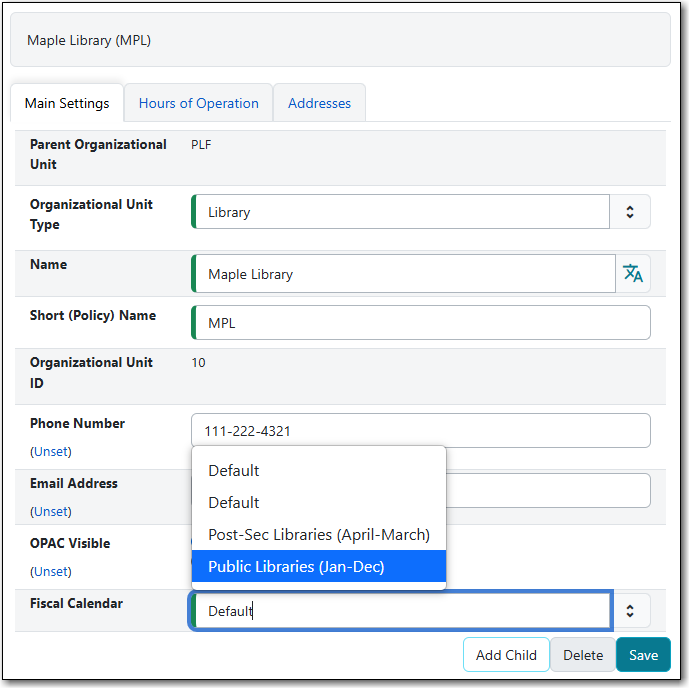 Maple Library (MPL)
Main Settings
Hours of Operation
Addresses
Parent Organizational
Unit
PLF
Organizational Unit
Type
Library
Name
Maple Library
Short (Policy) Name
MPL
Organizational Unit
ID
10
Phone Number
(Unset)
111-222-4321
Email Address
(Unset)
OPAC Visible
(Unset)
Default
Default
Post-Sec Libraries (April-March)
Public Libraries (Jan-Dec)
Fiscal Calendar
Default
Add Child
Delete
Save